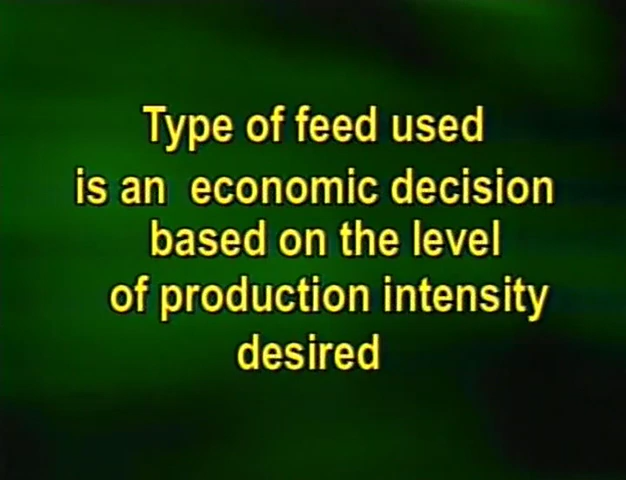 Type of feed used
is an economic decision
based on the level
of production intensity
desired